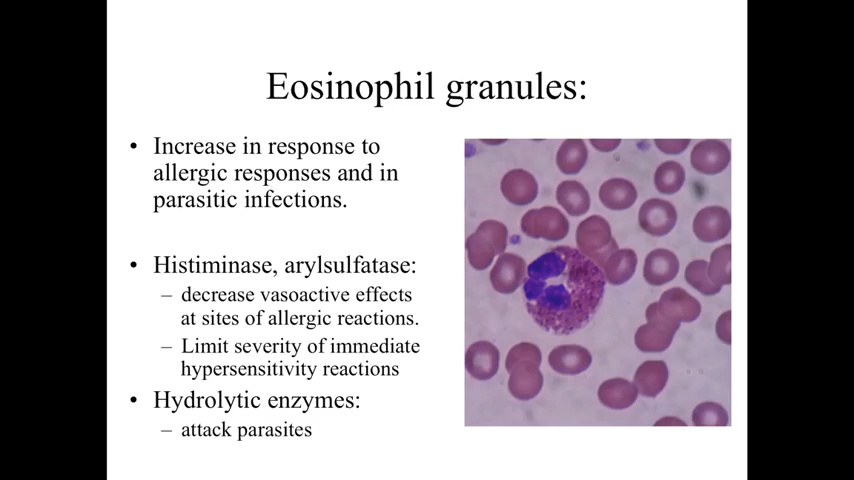 Eosinophil granules:
• Increase in response to
allergic responses and in
parasitic infections.
• Histiminase, arylsulfatase:
– decrease vasoactive effects
at sites of allergic reactions.
– Limit severity of immediate
hypersensitivity reactions
• Hydrolytic enzymes:
– attack parasites